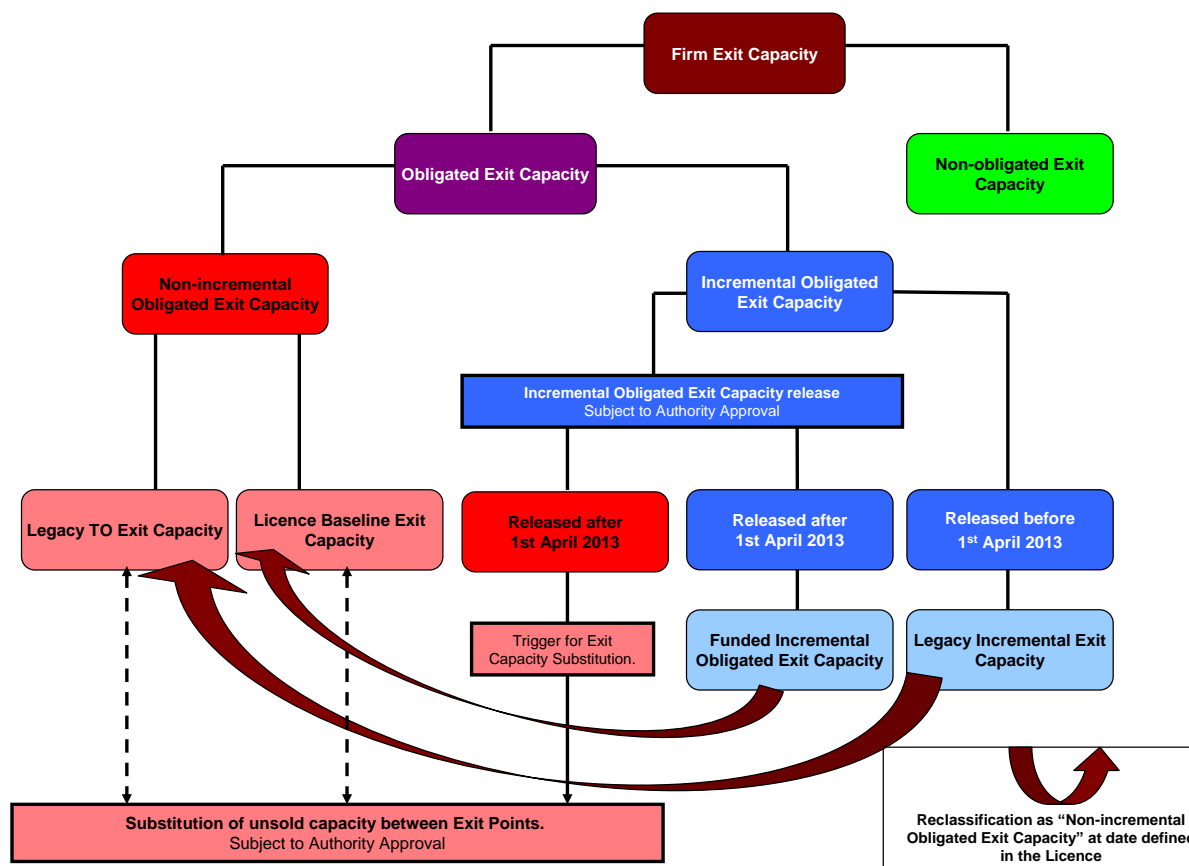 Firm Exit Capacity
Obligated Exit Capacity
Non-obligated Exit
Capacity
Non-incremental
Obligated Exit Capacity
Incremental Obligated
Exit Capacity
Incremental Obligated Exit Capacity release
Subject to Authority Approval
Legacy TO Exit Capacity
Licence Baseline Exit
Capacity
Released after
1st April 2013
Released after
1st April 2013
Released before
1st April 2013
Trigger for Exit
Capacity Substitution.
Funded Incremental
Obligated Exit Capacity
Legacy Incremental Exit
Capacity
Substitution of unsold capacity between Exit Points.
Subject to Authority Approval
Reclassification as “Non-incremental
Obligated Exit Capacity” at date defined
in the Licence